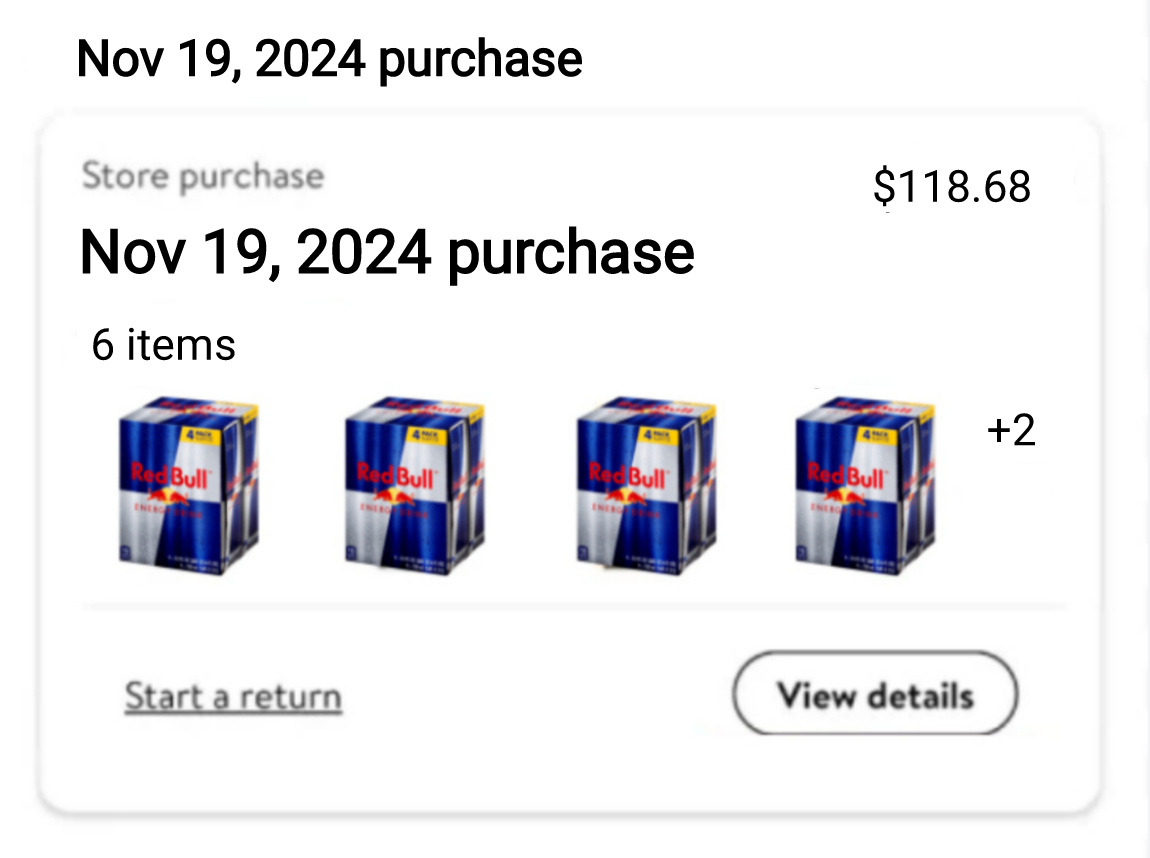 Nov 19, 2024 purchase
Store purchase
$118.68
Nov 19, 2024 purchase
6 items
4 PACK
Red Bull
ENERGY DRINK
4 PACK
Red Bull
ENERGY DRINK
4 PACK
Red Bull
ENERGY DRINK
4 PACK
Red Bull
ENERGY DRINK
+2
Start a return
View details